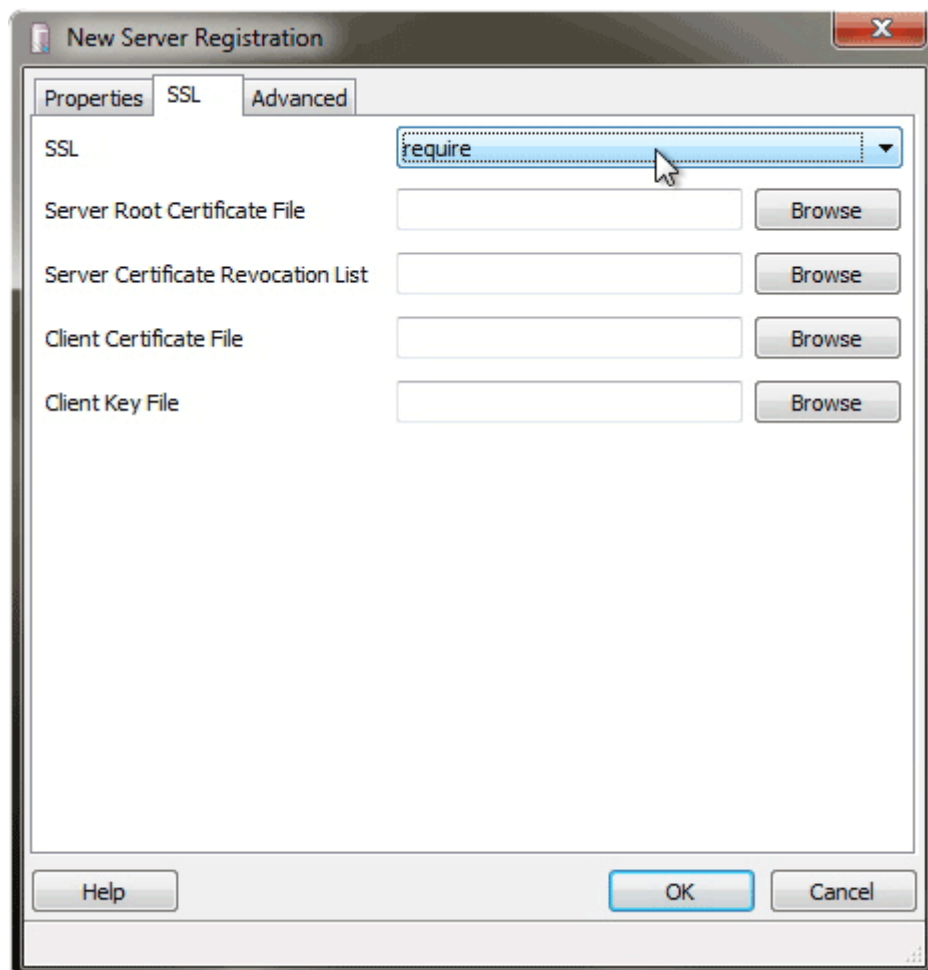 New Server Registration
Properties SSL Advanced
SSL require
Server Root Certificate File Browse
Server Certificate Revocation List Browse
Client Certificate File Browse
Client Key File Browse
Help OK Cancel